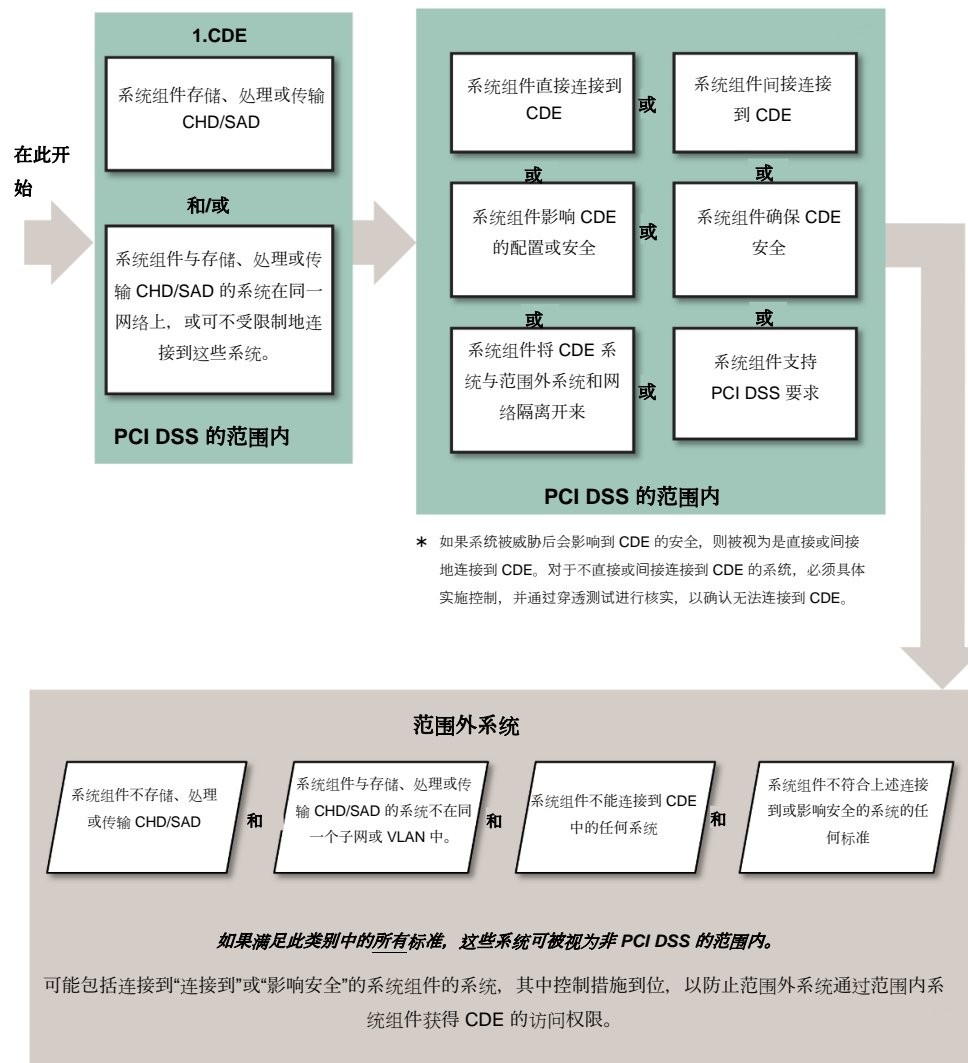 在此开
始
1.CDE
系统组件存储、处理或传输
CHD/SAD
和/或
系统组件与存储、处理或传
输 CHD/SAD 的系统在同一
网络上，或可不受限制地连
接到这些系统。
PCI DSS 的范围内
系统组件直接连接到
CDE
或
系统组件间接连接
到 CDE
或
或
系统组件影响 CDE
的配置或安全
或
系统组件确保 CDE
安全
或
或
系统组件将 CDE 系
统与范围外系统和网
络隔离开来
或
系统组件支持
PCI DSS 要求
PCI DSS 的范围内
* 如果系统被威胁后会影响到 CDE 的安全，则被视为是直接或间接
地连接到 CDE。对于不直接或间接连接到 CDE 的系统，必须具体
实施控制，并通过穿透测试进行核实，以确认无法连接到 CDE。
范围外系统
系统组件不存储、处理
或传输 CHD/SAD
和
系统组件与存储、处理或传
输 CHD/SAD 的系统不在同
一个子网或 VLAN 中。
和
系统组件不能连接到 CDE
中的任何系统
和
系统组件不符合上述连接
到或影响安全的系统的任
何标准
如果满足此类别中的所有标准，这些系统可被视为非 PCI DSS 的范围内。
可能包括连接到“连接到”或“影响安全”的系统组件的系统，其中控制措施到位，以防止范围外系统通过范围内系
统组件获得 CDE 的访问权限。